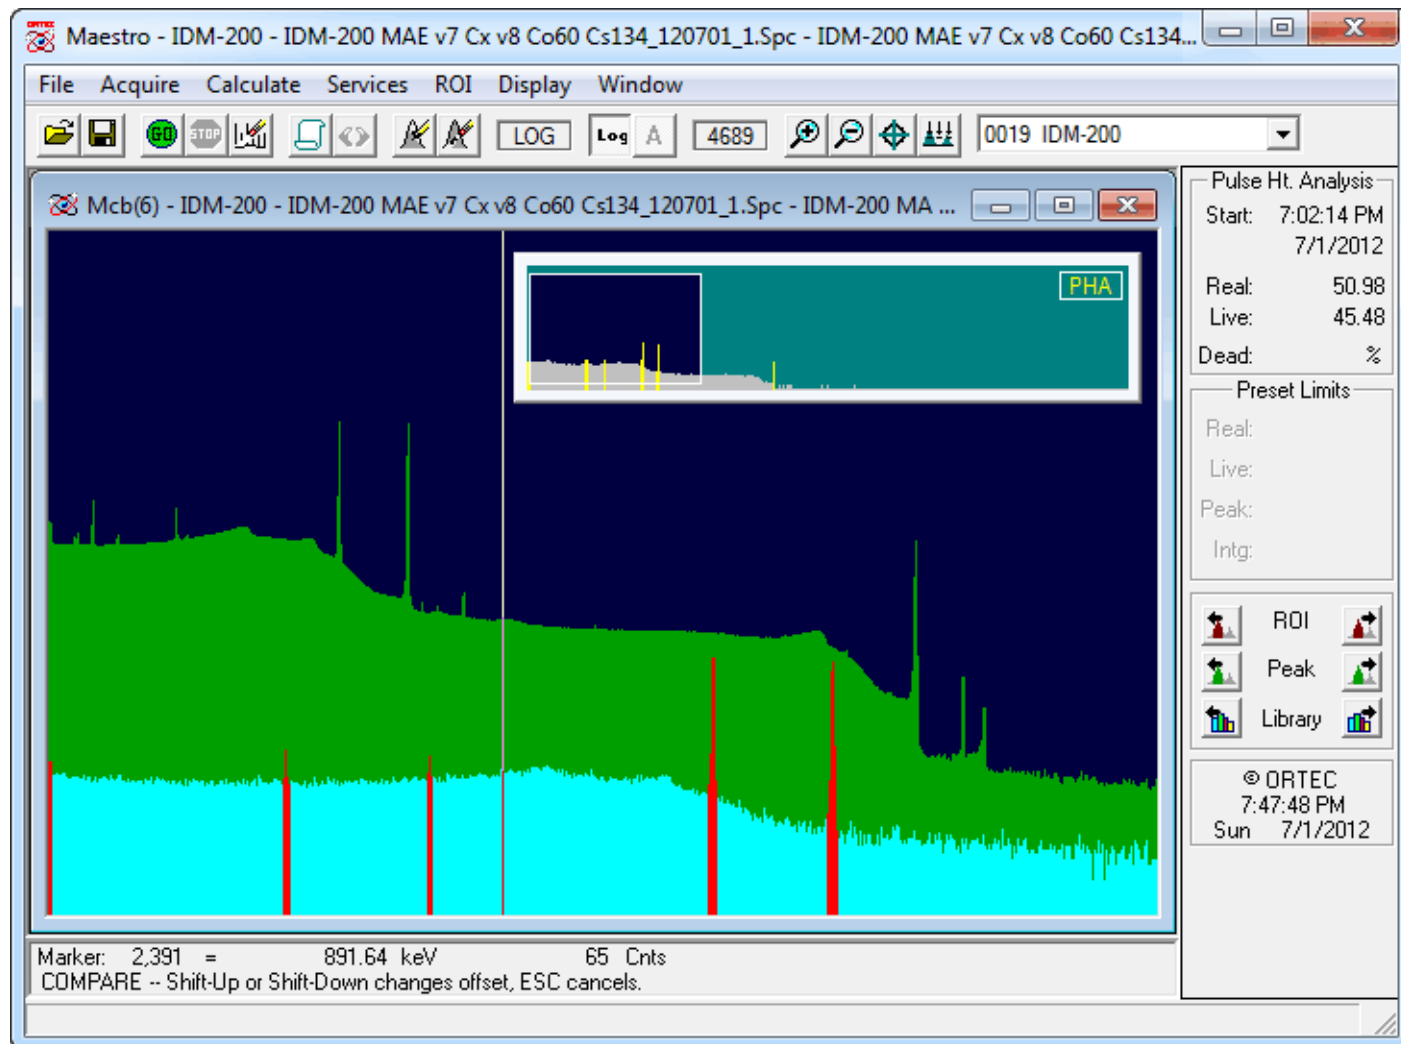 ORTEC
Maestro - IDM-200 - IDM-200 MAE v7 Cx v8 Co60 Cs134_120701_1.Spc - IDM-200 MAE v7 Cx v8 Co60 Cs134...
File Acquire Calculate Services ROI Display Window
GO STOP LOG Log A 4689 0019 IDM-200
Mcb(6) - IDM-200 - IDM-200 MAE v7 Cx v8 Co60 Cs134_120701_1.Spc - IDM-200 MA ...
PHA
Pulse Ht. Analysis
Start: 7:02:14 PM
7/1/2012
Real: 50.98
Live: 45.48
Dead: %
Preset Limits
Real:
Live:
Peak:
Intg:
ROI
Peak
Library
© ORTEC
7:47:48 PM
Sun 7/1/2012
Marker: 2,391 = 891.64 keV 65 Cnts
COMPARE -- Shift-Up or Shift-Down changes offset, ESC cancels.